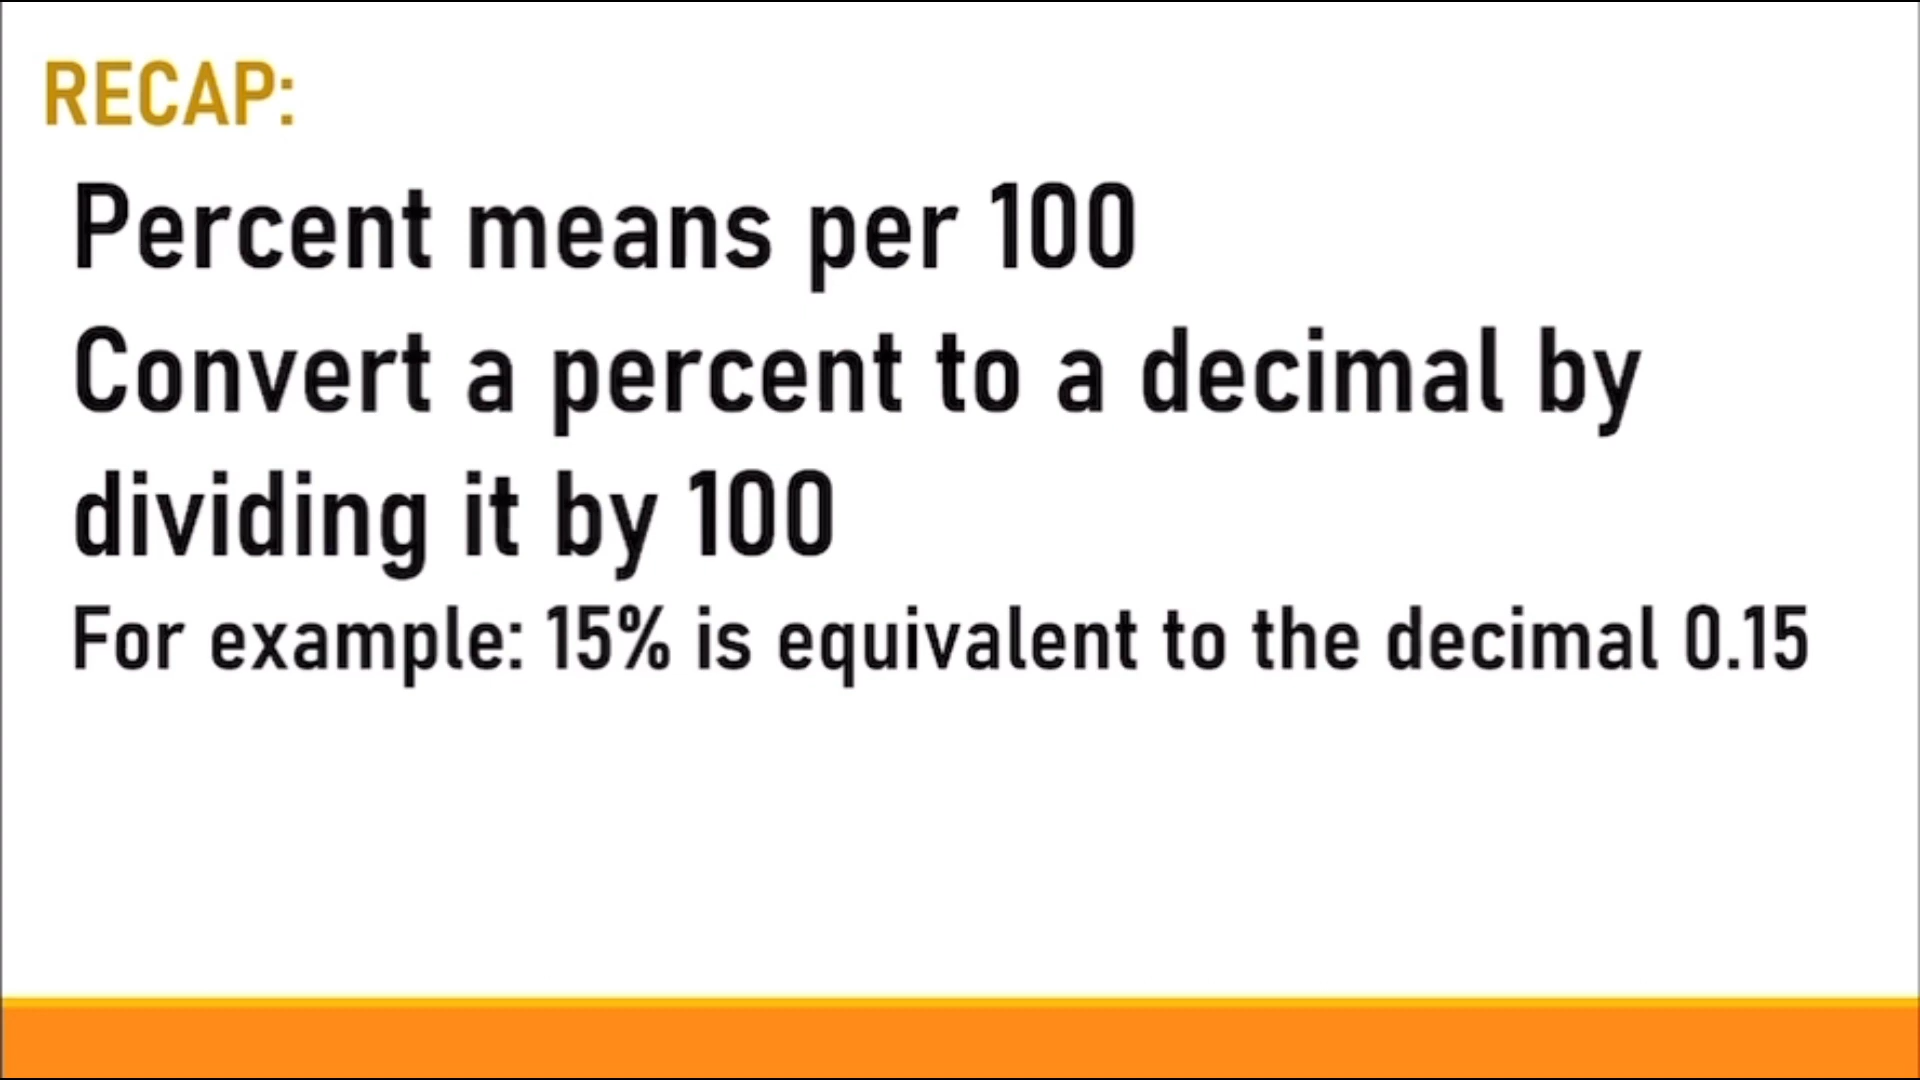 RECAP:
Percent means per 100
Convert a percent to a decimal by
dividing it by 100
For example: 15% is equivalent to the decimal 0.15